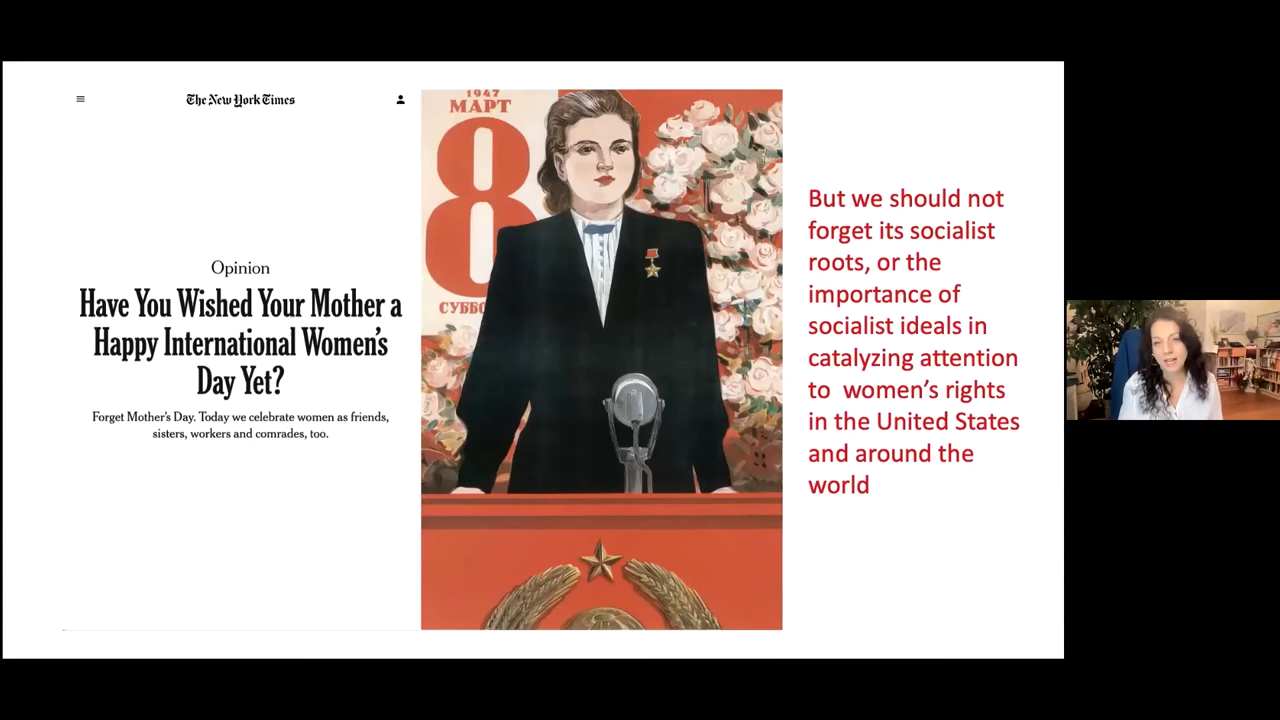 The New York Times
Opinion
Have You Wished Your Mother a
Happy International Women's
Day Yet?
Forget Mother's Day. Today we celebrate women as friends,
sisters, workers and comrades, too.
1947
МАРТ
8
But we should not
forget its socialist
roots, or the
importance of
socialist ideals in
catalyzing attention
to women's rights
in the United States
and around the
world